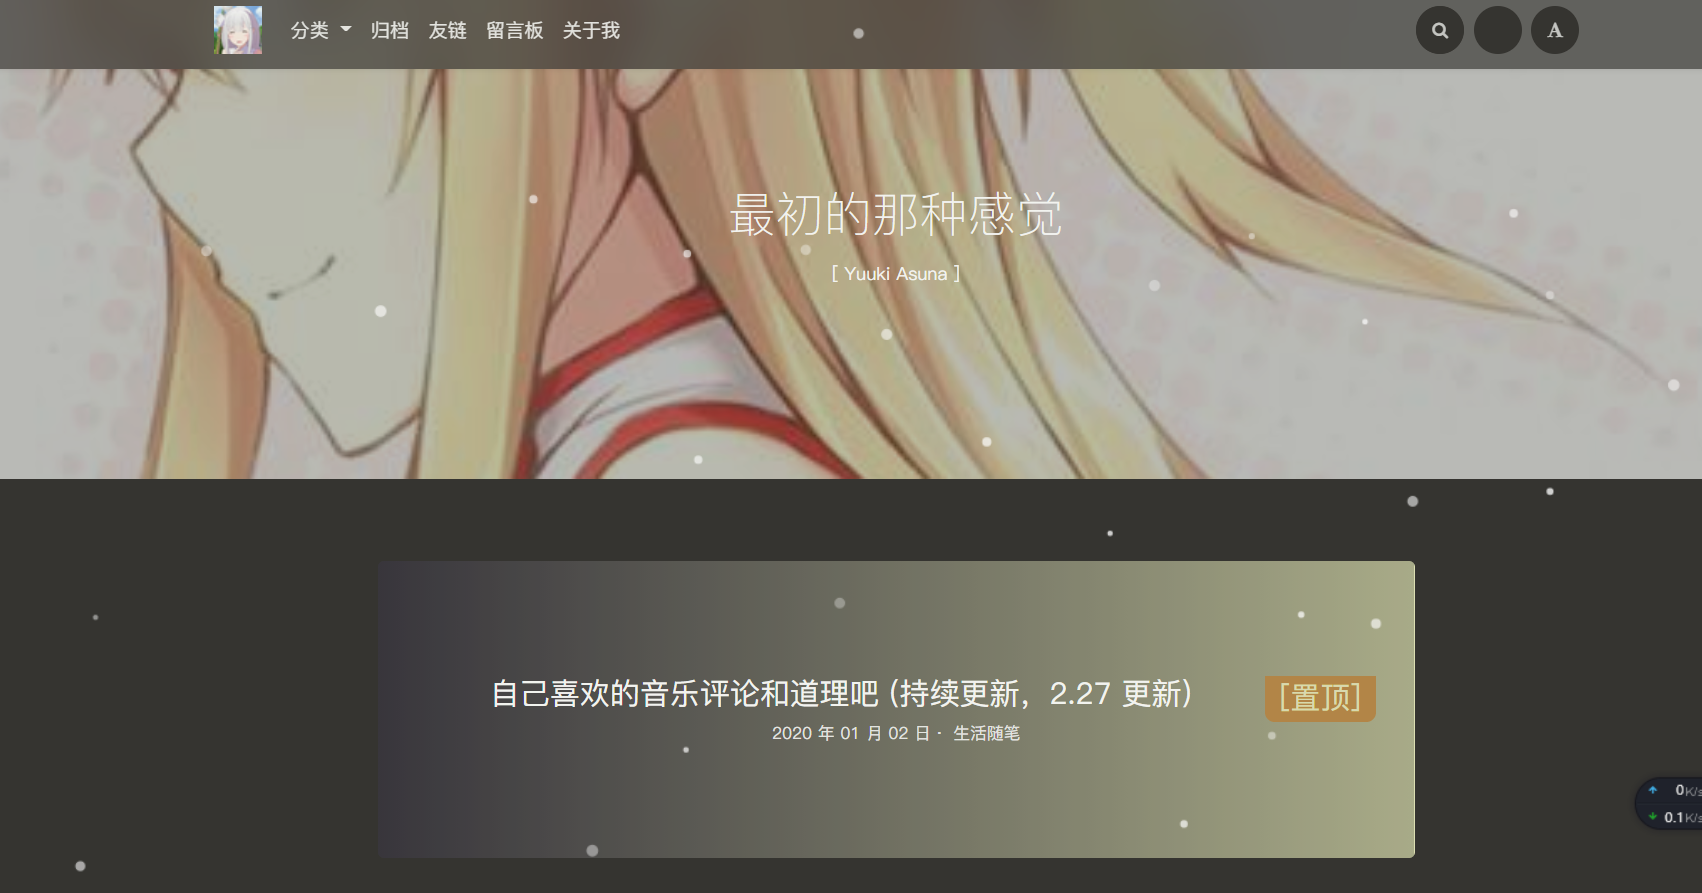 分类 归档 友链 留言板 关于我 A
最初的那种感觉
[ Yuuki Asuna ]
自己喜欢的音乐评论和道理吧 (持续更新，2.27 更新)
[置顶]
2020 年 01 月 02 日 · 生活随笔
0K/s
0.1K/s